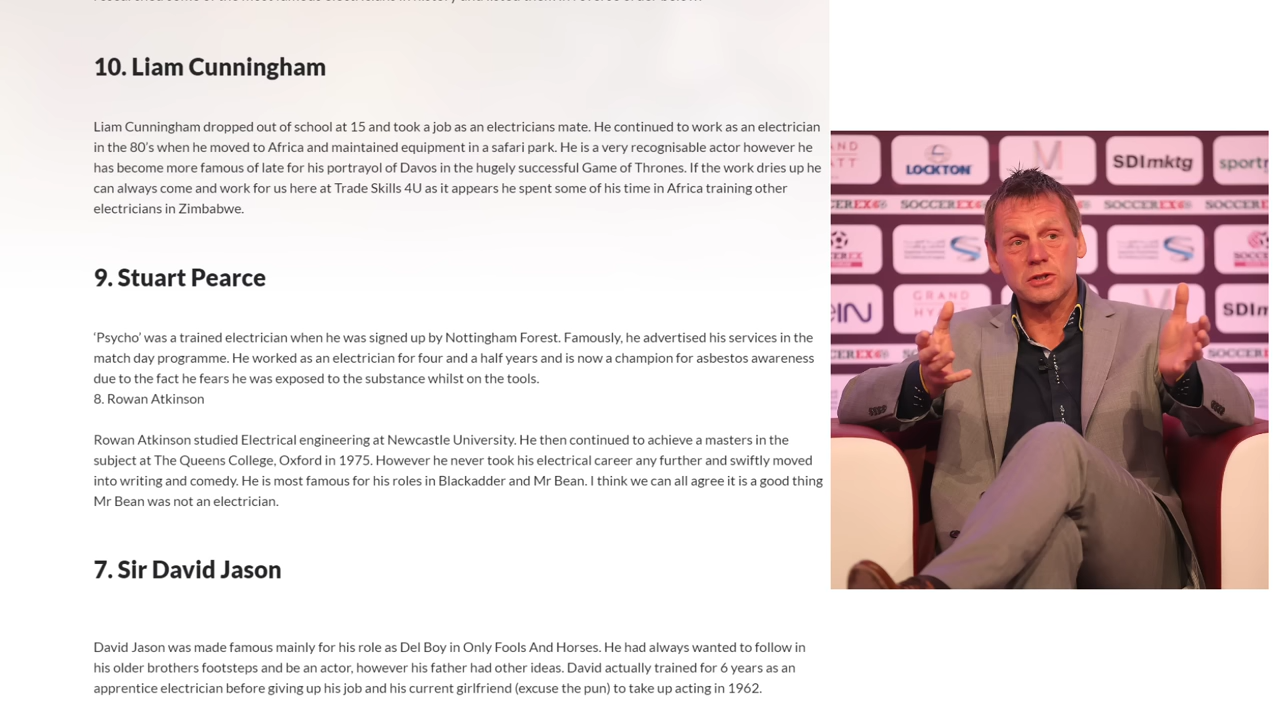 10. Liam Cunningham
Liam Cunningham dropped out of school at 15 and took a job as an electricians mate. He continued to work as an electrician
in the 80's when he moved to Africa and maintained equipment in a safari park. He is a very recognisable actor however he
has become more famous of late for his portrayol of Davos in the hugely successful Game of Thrones. If the work dries up he
can always come and work for us here at Trade Skills 4U as it appears he spent some of his time in Africa training other
electricians in Zimbabwe.
9. Stuart Pearce
‘Psycho’ was a trained electrician when he was signed up by Nottingham Forest. Famously, he advertised his services in the
match day programme. He worked as an electrician for four and a half years and is now a champion for asbestos awareness
due to the fact he fears he was exposed to the substance whilst on the tools.
8. Rowan Atkinson
Rowan Atkinson studied Electrical engineering at Newcastle University. He then continued to achieve a masters in the
subject at The Queens College, Oxford in 1975. However he never took his electrical career any further and swiftly moved
into writing and comedy. He is most famous for his roles in Blackadder and Mr Bean. I think we can all agree it is a good thing
Mr Bean was not an electrician.
7. Sir David Jason
David Jason was made famous mainly for his role as Del Boy in Only Fools And Horses. He had always wanted to follow in
his older brothers footsteps and be an actor, however his father had other ideas. David actually trained for 6 years as an
apprentice electrician before giving up his job and his current girlfriend (excuse the pun) to take up acting in 1962.
LOCKTON SDImktg
SOCCEREX SOCCEREX SOCCEREX
GRAND